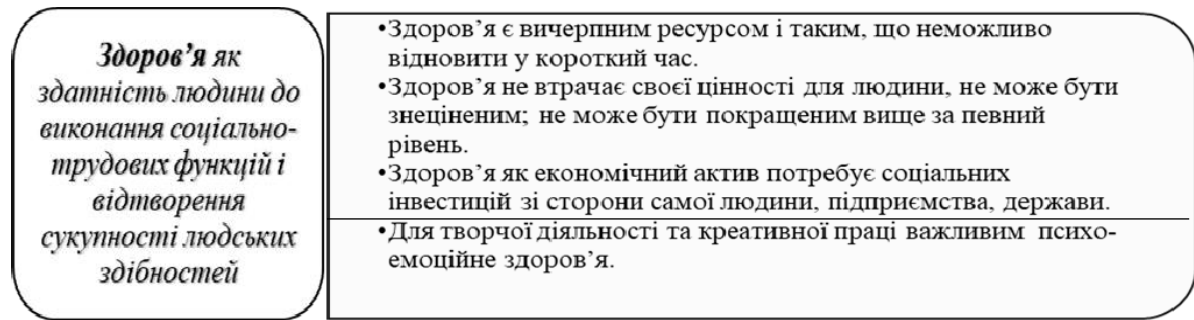 Здоров’я як
здатність людини до
виконання соціально-
трудових функцій і
відтворення
сукупності людських
здібностей
•Здоров’я є вичерпним ресурсом і таким, що неможливо
відновити у короткий час.
•Здоров’я не втрачає своєї цінності для людини, не може бути
знеціненим; не може бути покращеним вище за певний
рівень.
•Здоров’я як економічний актив потребує соціальних
інвестицій зі сторони самої людини, підприємства, держави.
•Для творчої діяльності та креативної праці важливим психо-
емоційне здоров’я.